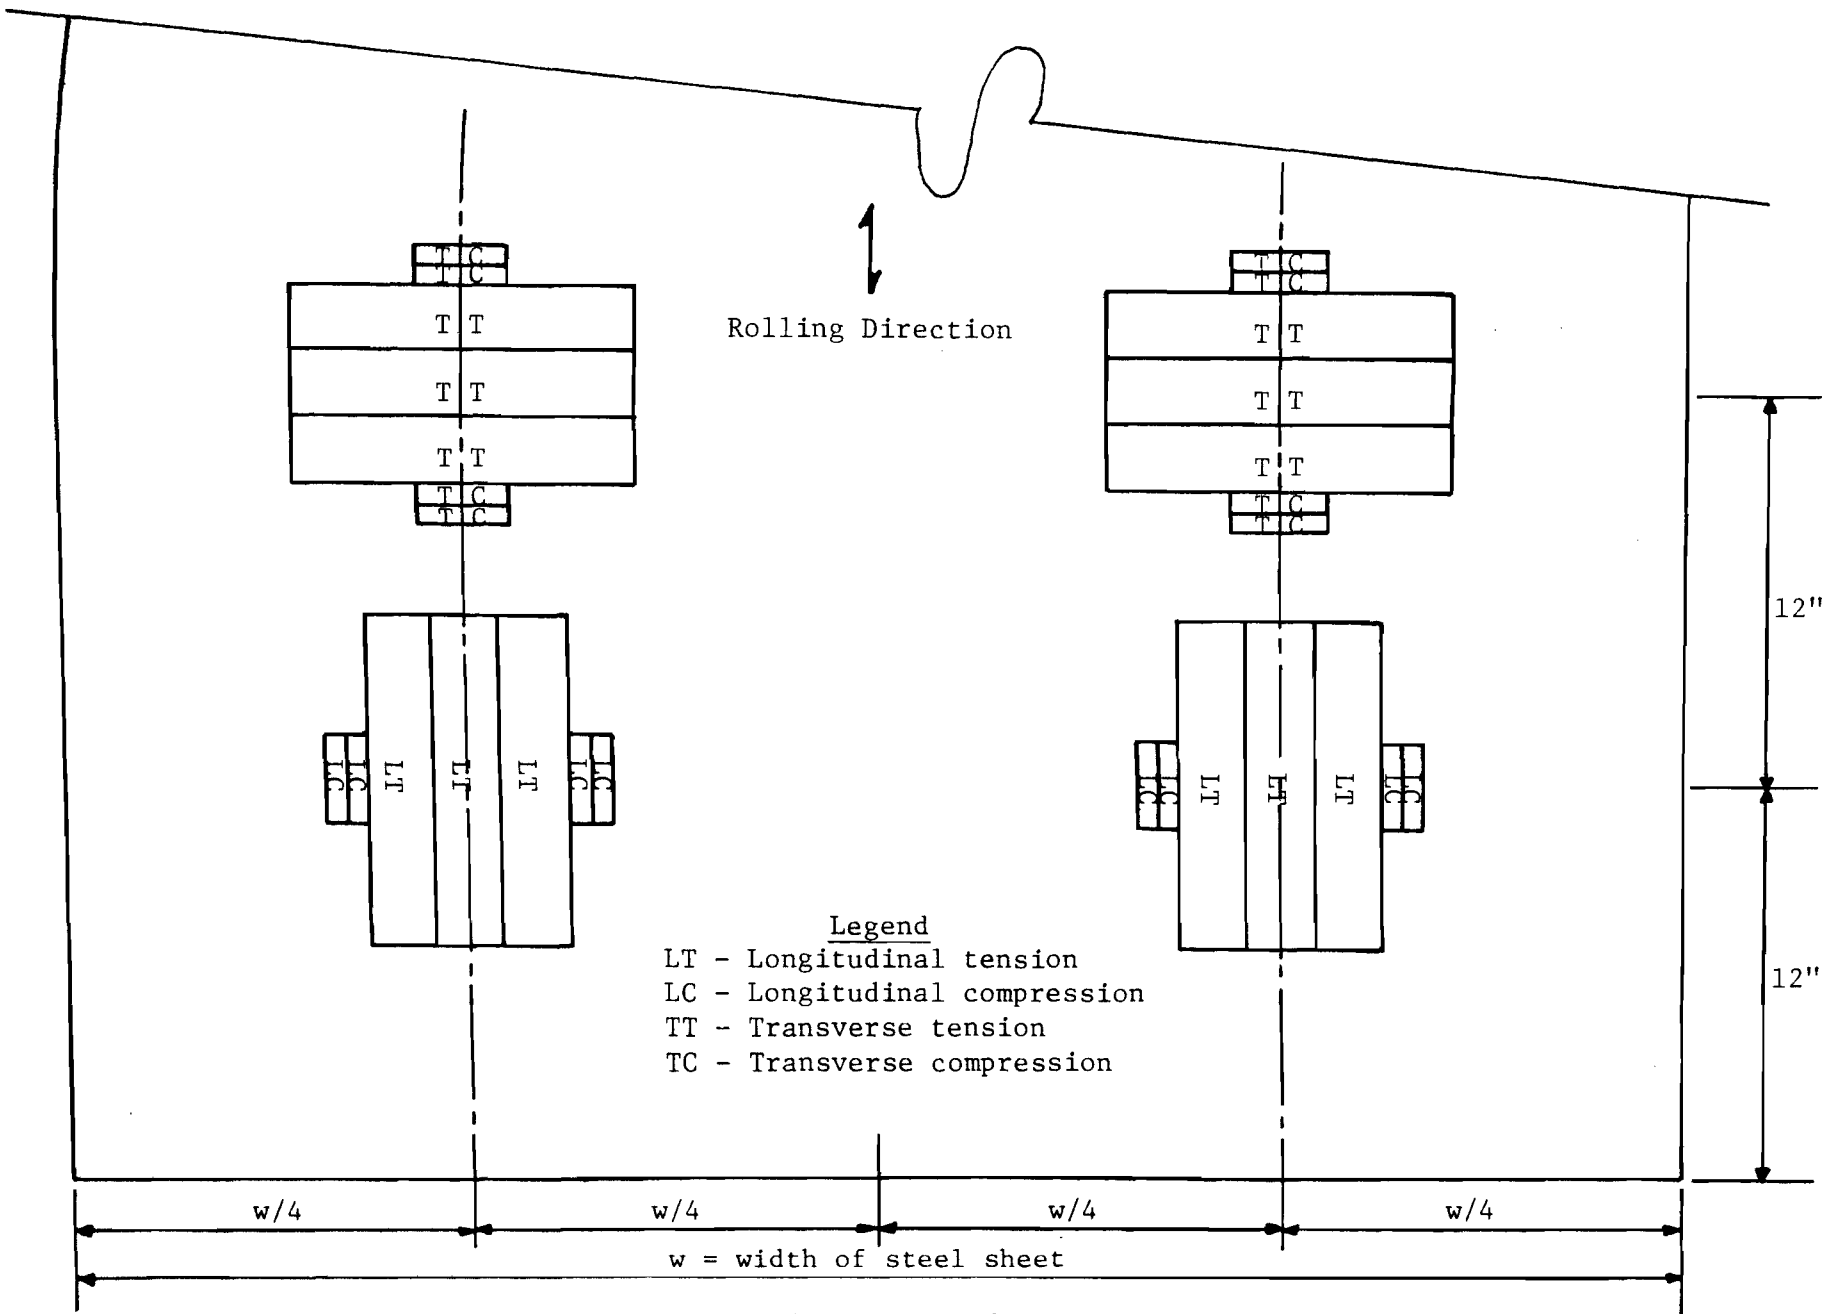 T C
T C
T T
T T
T T
T C
T C
Rolling Direction
T C
T C
T T
T T
T T
T C
T C
12"
LC
LC
LT
LT
LT
LC
LC
LC
LC
LT
LT
LT
LC
LC
12"
Legend
LT - Longitudinal tension
LC - Longitudinal compression
TT - Transverse tension
TC - Transverse compression
w/4 w/4 w/4 w/4
w = width of steel sheet